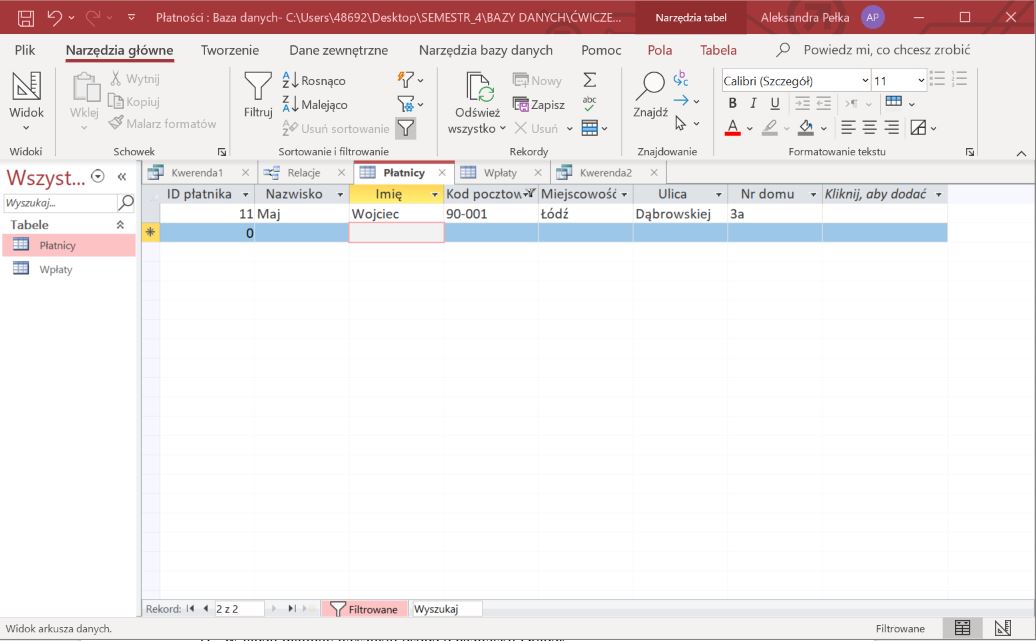 Płatności : Baza danych- C:\Users\48692\Desktop\SEMESTR_4\BAZY DANYCH\ĆWICZE...
Narzędzia tabel
Aleksandra Pełka AP
Plik Narzędzia główne Tworzenie Dane zewnętrzne Narzędzia bazy danych Pomoc Pola Tabela Powiedz mi, co chcesz zrobić
Widok
Widoki
Wklej
Wytnij
Kopiuj
Malarz formatów
Schowek
Filtruj
Rosnąco
Malejąco
Usuń sortowanie
Sortowanie i filtrowanie
Odśwież
wszystko
Nowy
Zapisz
Usuń
Rekordy
Znajdź
Znajdowanie
Calibri (Szczegół) 11
B I U
A
Formatowanie tekstu
Wszyst...
Wyszukaj...
Tabele
Płatnicy
Wpłaty
Kwerenda1 Relacje Płatnicy Wpłaty Kwerenda2
ID płatnika Nazwisko Imię Kod pocztow Miejscowość Ulica Nr domu Kliknij, aby dodać
11 Maj Wojciec 90-001 Łódź Dąbrowskiej 3a
0
Rekord: 2 z 2 Filtrowane Wyszukaj
Widok arkusza danych. Filtrowane